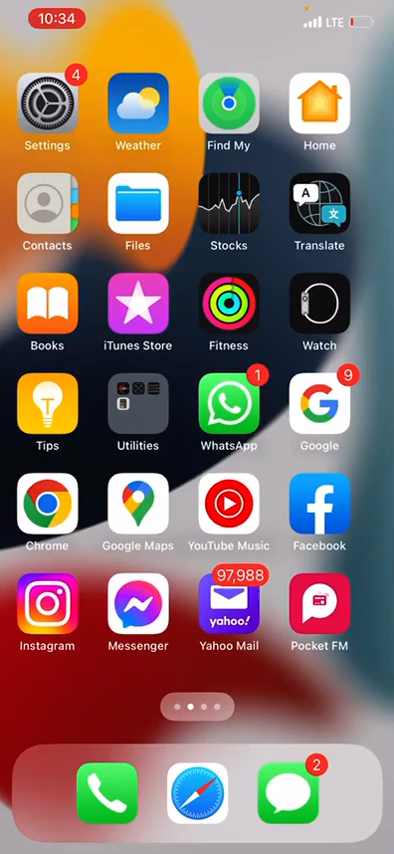 10:34
LTE
4
Settings
Weather
Find My
Home
Contacts
Files
Stocks
A
文
Translate
Books
iTunes Store
Fitness
Watch
Tips
Utilities
1
WhatsApp
9
G
Google
Chrome
Google Maps
YouTube Music
f
Facebook
Instagram
Messenger
97,988
yahoo!
Yahoo Mail
Pocket FM
2